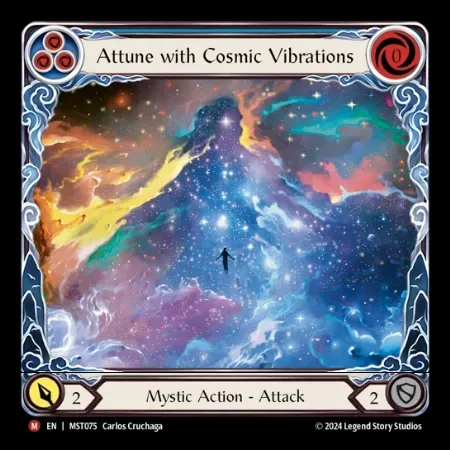 Attune with Cosmic Vibrations
0
2
Mystic Action - Attack
2
M EN | MST075 Carlos Cruchaga
© 2024 Legend Story Studios